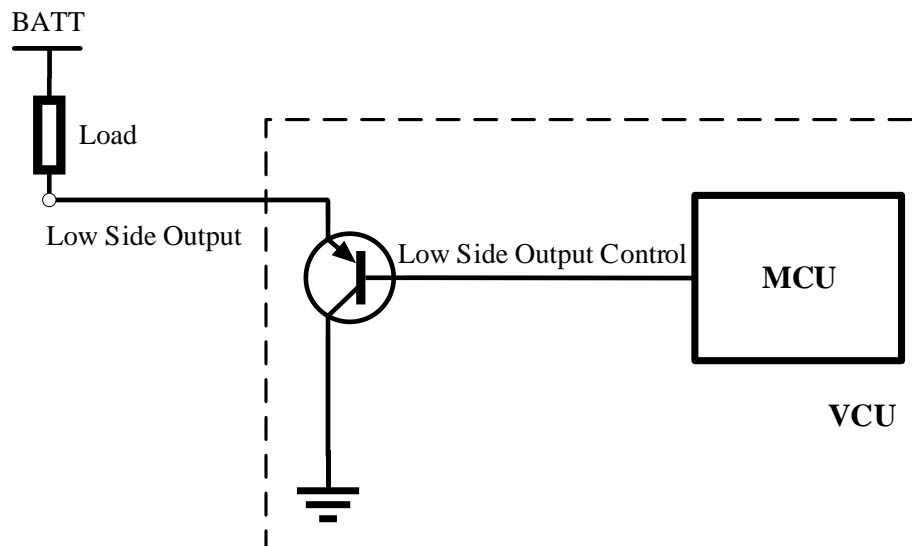 BATT
Load
Low Side Output
Low Side Output Control
MCU
VCU